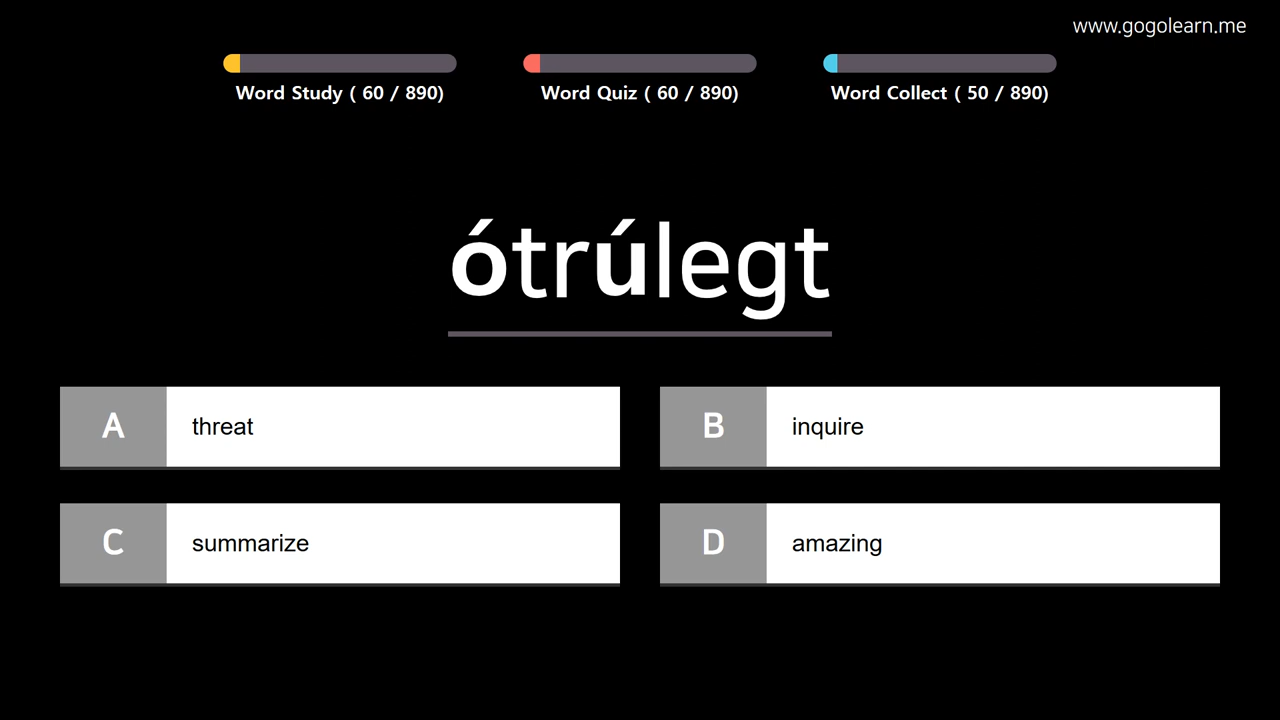 www.gogolearn.me
Word Study ( 60 / 890)
Word Quiz ( 60 / 890)
Word Collect ( 50 / 890)
ótrúlegt
A threat
B inquire
C summarize
D amazing